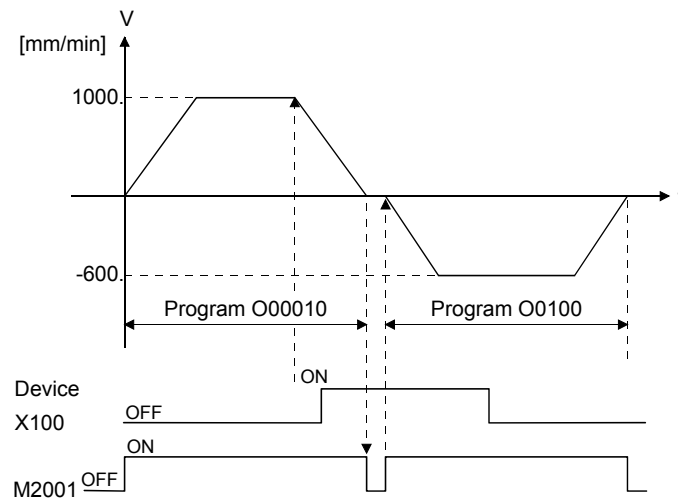 V
[mm/min]
1000.
-600.
Program O00010
Program O0100
Device
ON
X100
OFF
ON
M2001
OFF